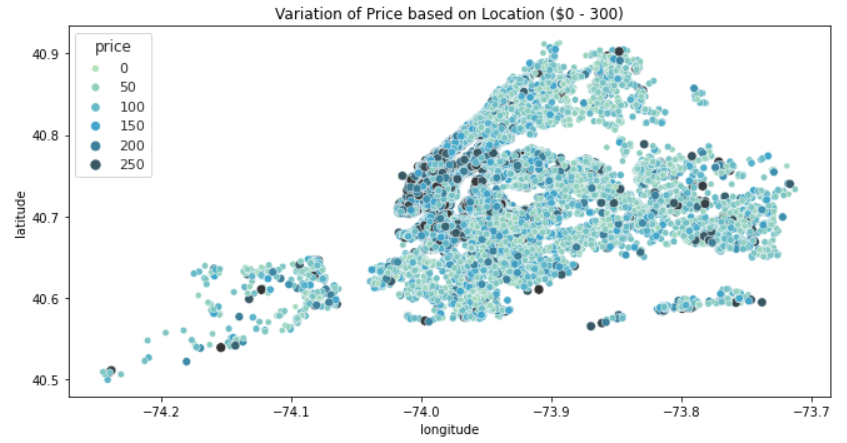 Variation of Price based on Location ($0 - 300)
price
0
50
100
150
200
250
latitude
40.9
40.8
40.7
40.6
40.5
−74.2 −74.1 −74.0 −73.9 −73.8 −73.7
longitude